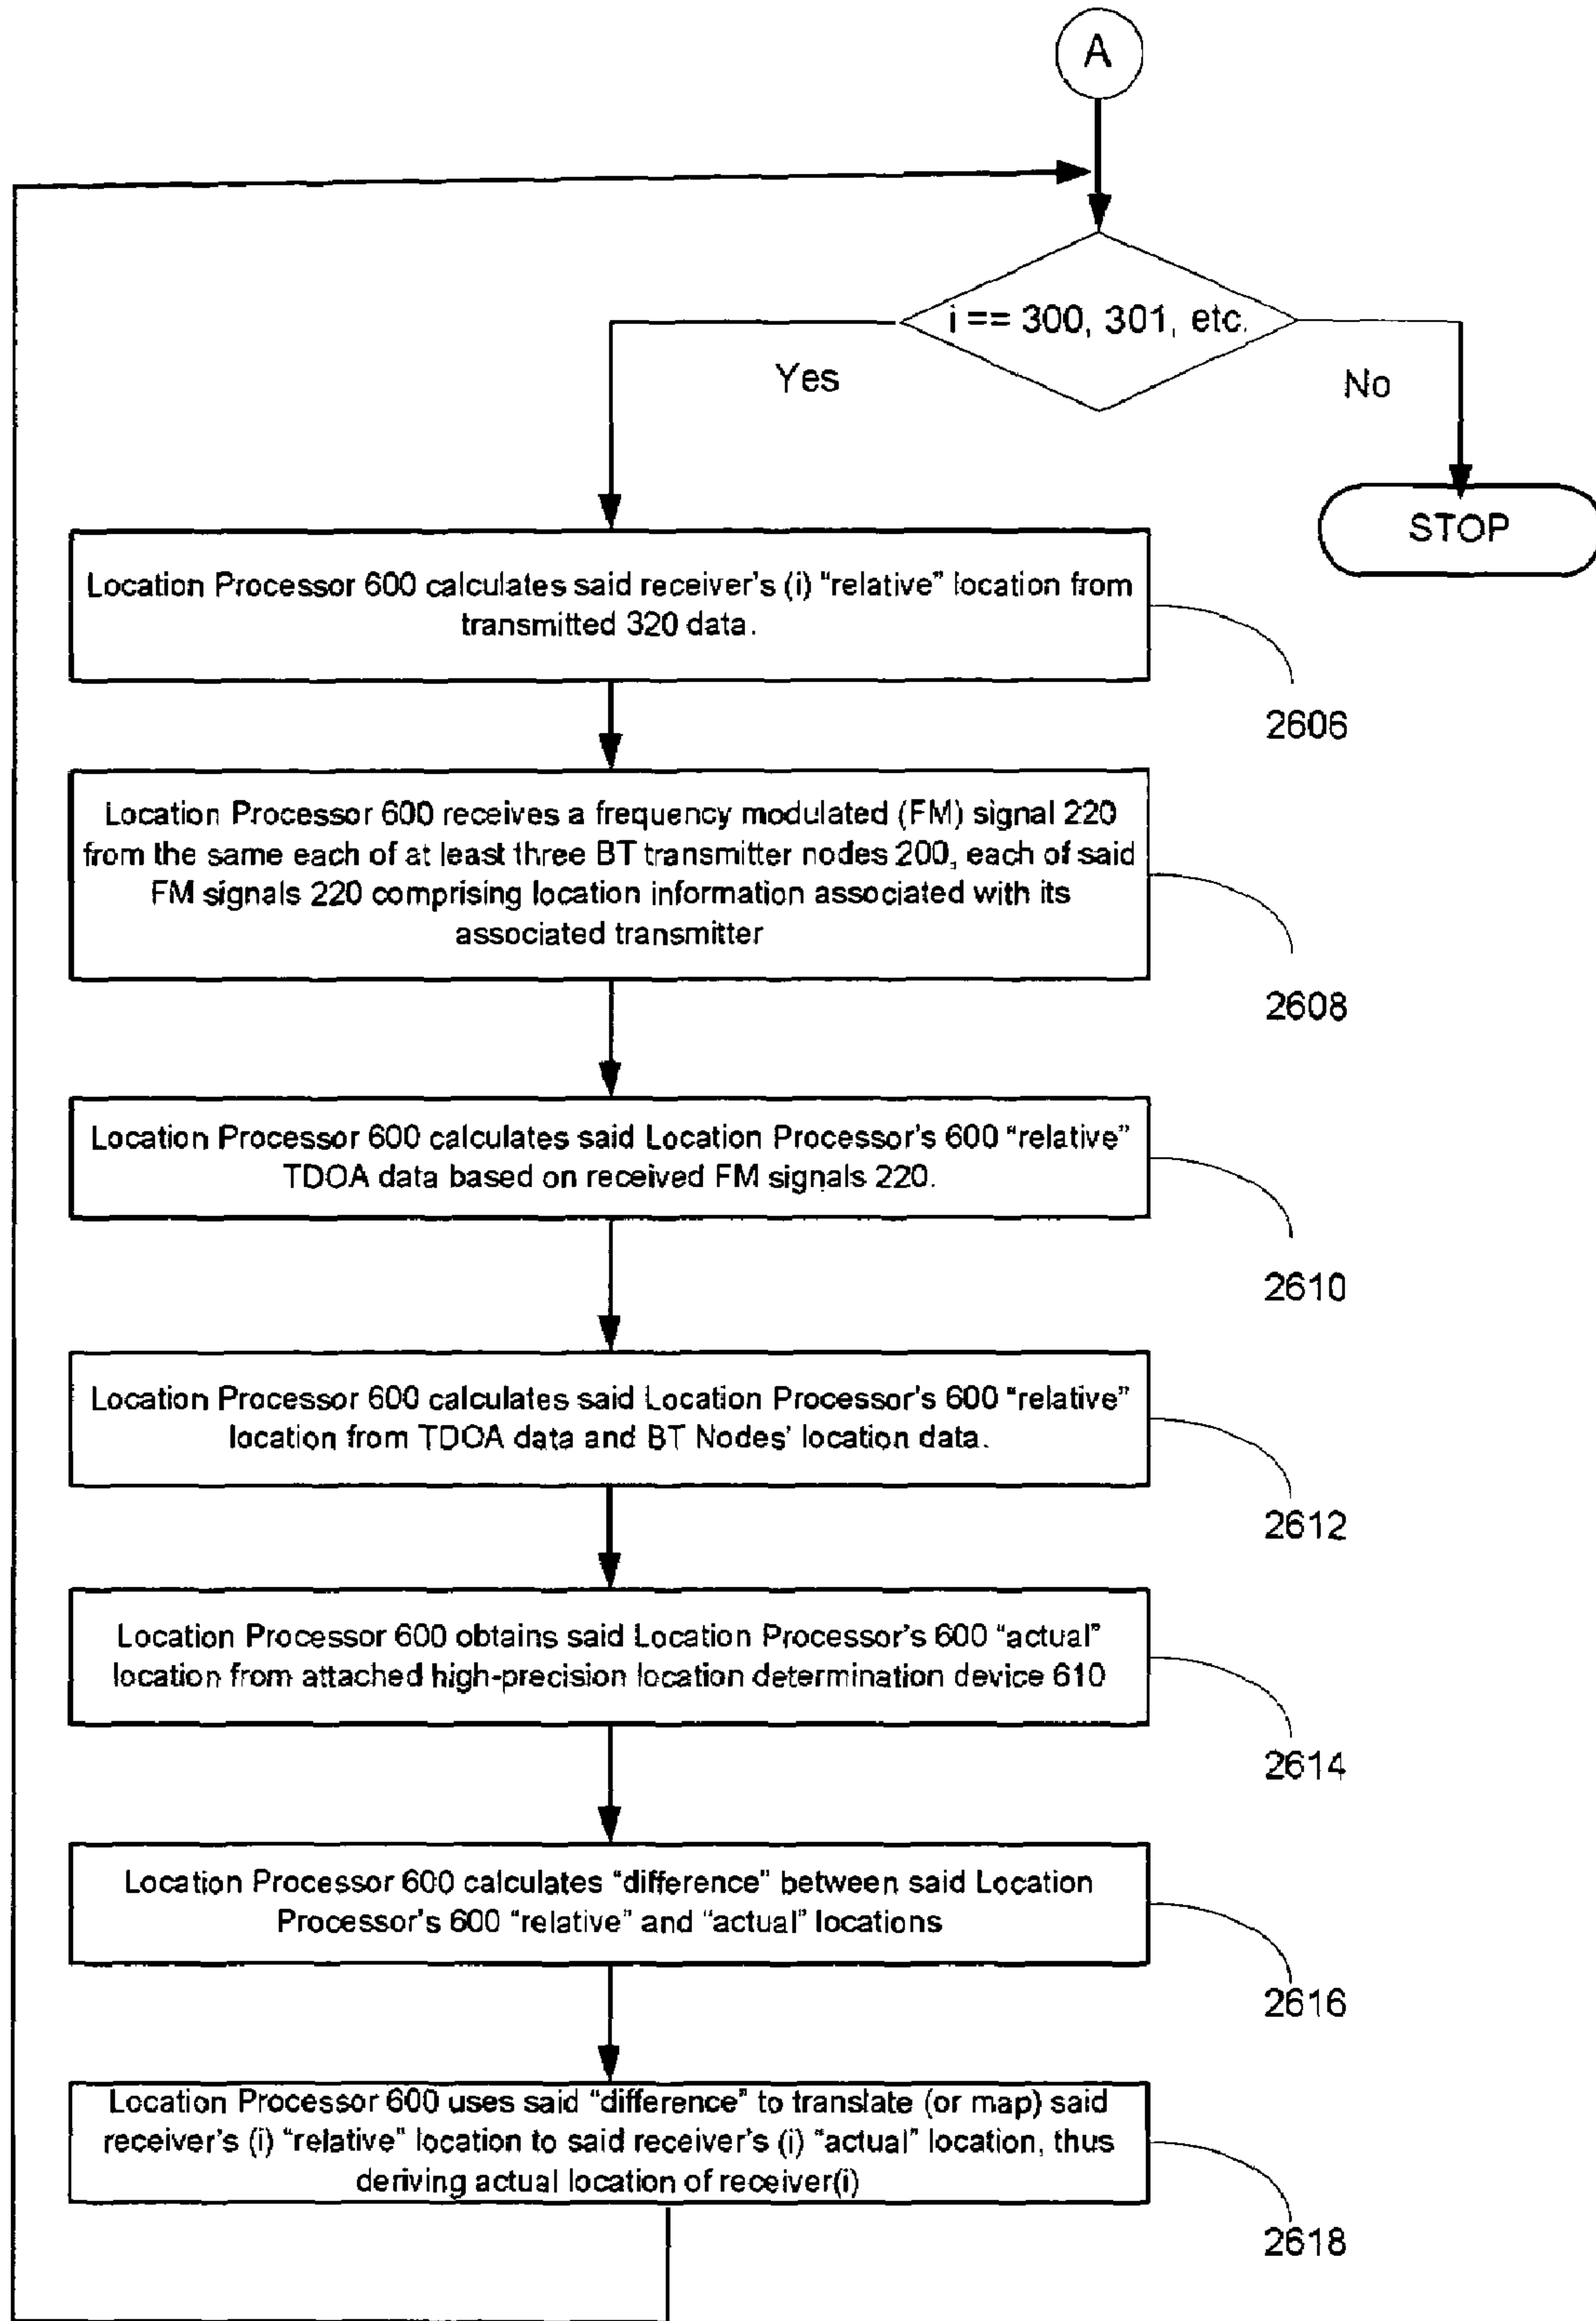 A
i == 300, 301, etc.
Yes
No
STOP
Location Processor 600 calculates said receiver's (i) “relative” location from
transmitted 320 data.
2606
Location Processor 600 receives a frequency modulated (FM) signal 220
from the same each of at least three BT transmitter nodes 200, each of said
FM signals 220 comprising location information associated with its
associated transmitter
2608
Location Processor 600 calculates said Location Processor's 600 “relative”
TDOA data based on received FM signals 220.
2610
Location Processor 600 calculates said Location Processor's 600 “relative”
location from TDOA data and BT Nodes' location data.
2612
Location Processor 600 obtains said Location Processor's 600 “actual”
location from attached high-precision location determination device 610
2614
Location Processor 600 calculates “difference” between said Location
Processor's 600 “relative” and “actual” locations
2616
Location Processor 600 uses said “difference” to translate (or map) said
receiver's (i) “relative” location to said receiver's (i) “actual” location, thus
deriving actual location of receiver(i)
2618